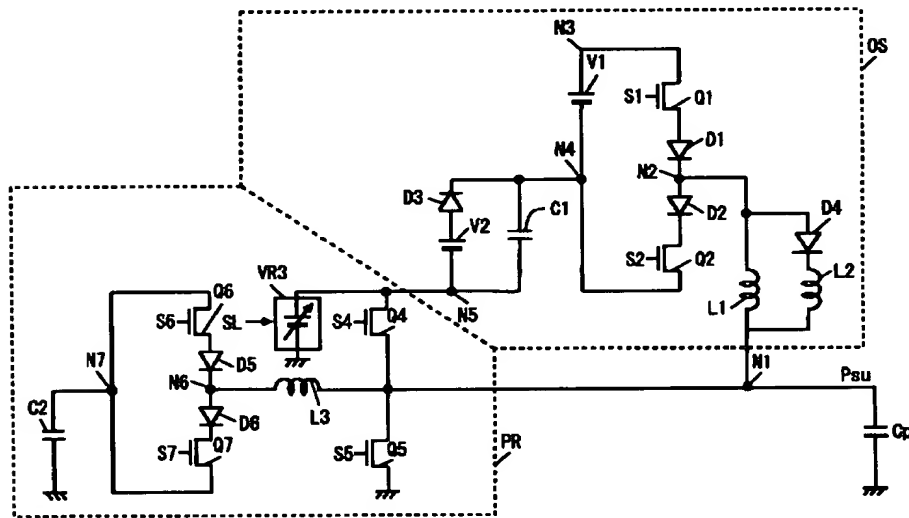 N3
OS
V1
S1
Q1
D1
N4
N2
D3
C1
D2
D4
V2
S2
Q2
L2
VR3
L1
Q6
N5
S6
SL
S4
Q4
N7
D5
N6
N1
Psu
L3
C2
D6
S7
Q7
S5
Q5
PR
Cp